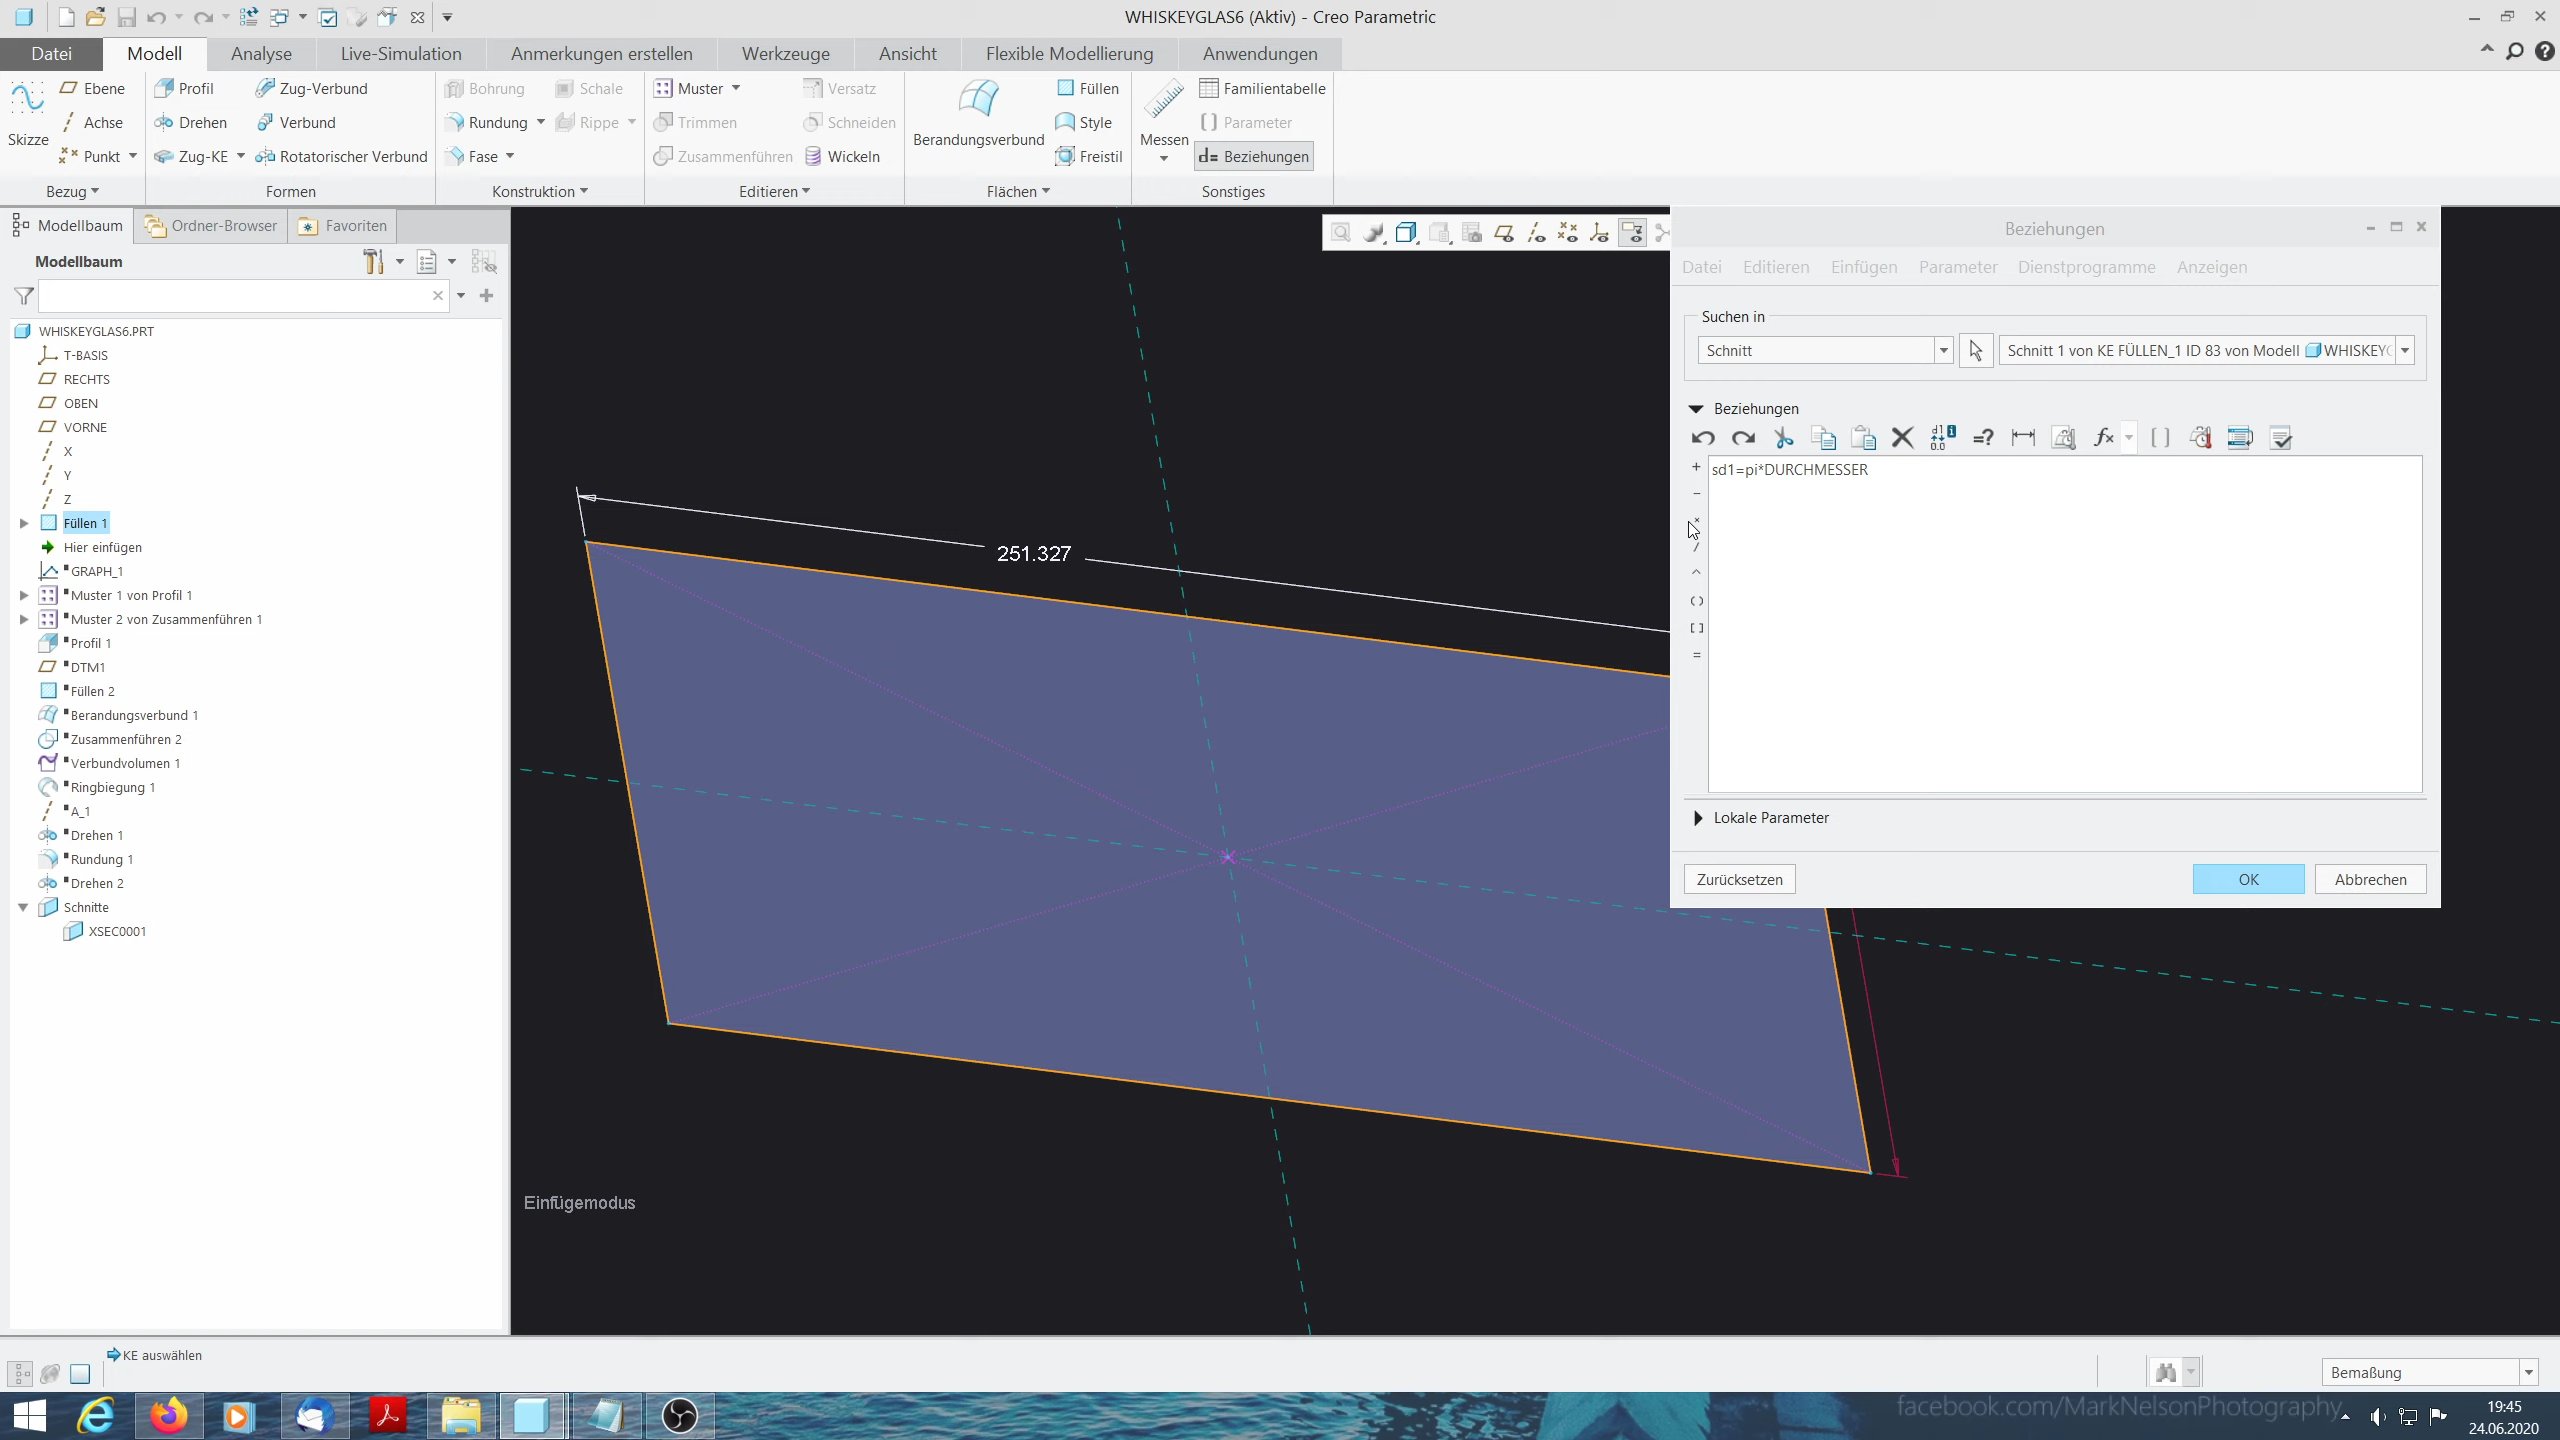 WHISKEYGLAS6 (Aktiv) - Creo Parametric
Datei Modell Analyse Live-Simulation Anmerkungen erstellen Werkzeuge Ansicht Flexible Modellierung Anwendungen
Skizze
Ebene
Achse
Punkt
Bezug
Profil
Drehen
Zug-KE
Zug-Verbund
Verbund
Rotatorischer Verbund
Formen
Bohrung
Rundung
Fase
Schale
Rippe
Konstruktion
Muster
Trimmen
Zusammenführen
Versatz
Schneiden
Wickeln
Editieren
Berandungsverbund
Füllen
Style
Freistil
Flächen
Messen
Familientabelle
Parameter
d= Beziehungen
Sonstiges
Modellbaum Ordner-Browser Favoriten
Modellbaum
WHISKEYGLAS6.PRT
T-BASIS
RECHTS
OBEN
VORNE
X
Y
Z
Füllen 1
Hier einfügen
GRAPH_1
Muster 1 von Profil 1
Muster 2 von Zusammenführen 1
Profil 1
DTM1
Füllen 2
Berandungsverbund 1
Zusammenführen 2
Verbundvolumen 1
Ringbiegung 1
A_1
Drehen 1
Rundung 1
Drehen 2
Schnitte
XSEC0001
251.327
Einfügemodus
Beziehungen
Datei Editieren Einfügen Parameter Dienstprogramme Anzeigen
Suchen in
Schnitt
Schnitt 1 von KE FÜLLEN_1 ID 83 von Modell WHISKEYG
Beziehungen
sd1=pi*DURCHMESSER
Lokale Parameter
Zurücksetzen OK Abbrechen
KE auswählen
Bemaßung
facebook.com/MarkNelsonPhotography
19:45
24.06.2020